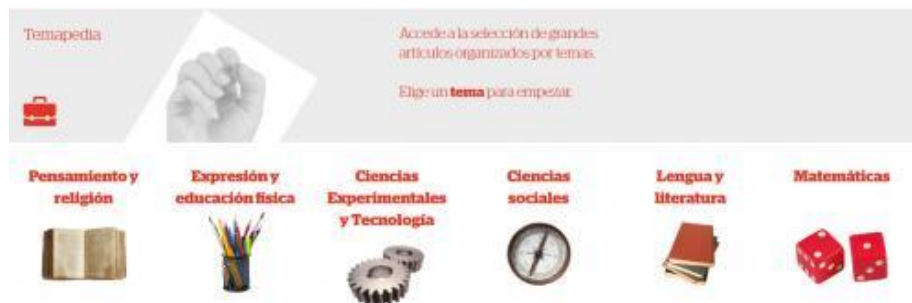 Temapedia
Accede a la selección de grandes
artículos organizados por temas.
Elige un tema para empezar.
Pensamiento y
religión
Expresión y
educación física
Ciencias
Experimentales
y Tecnología
Ciencias
sociales
Lengua y
literatura
Matemáticas